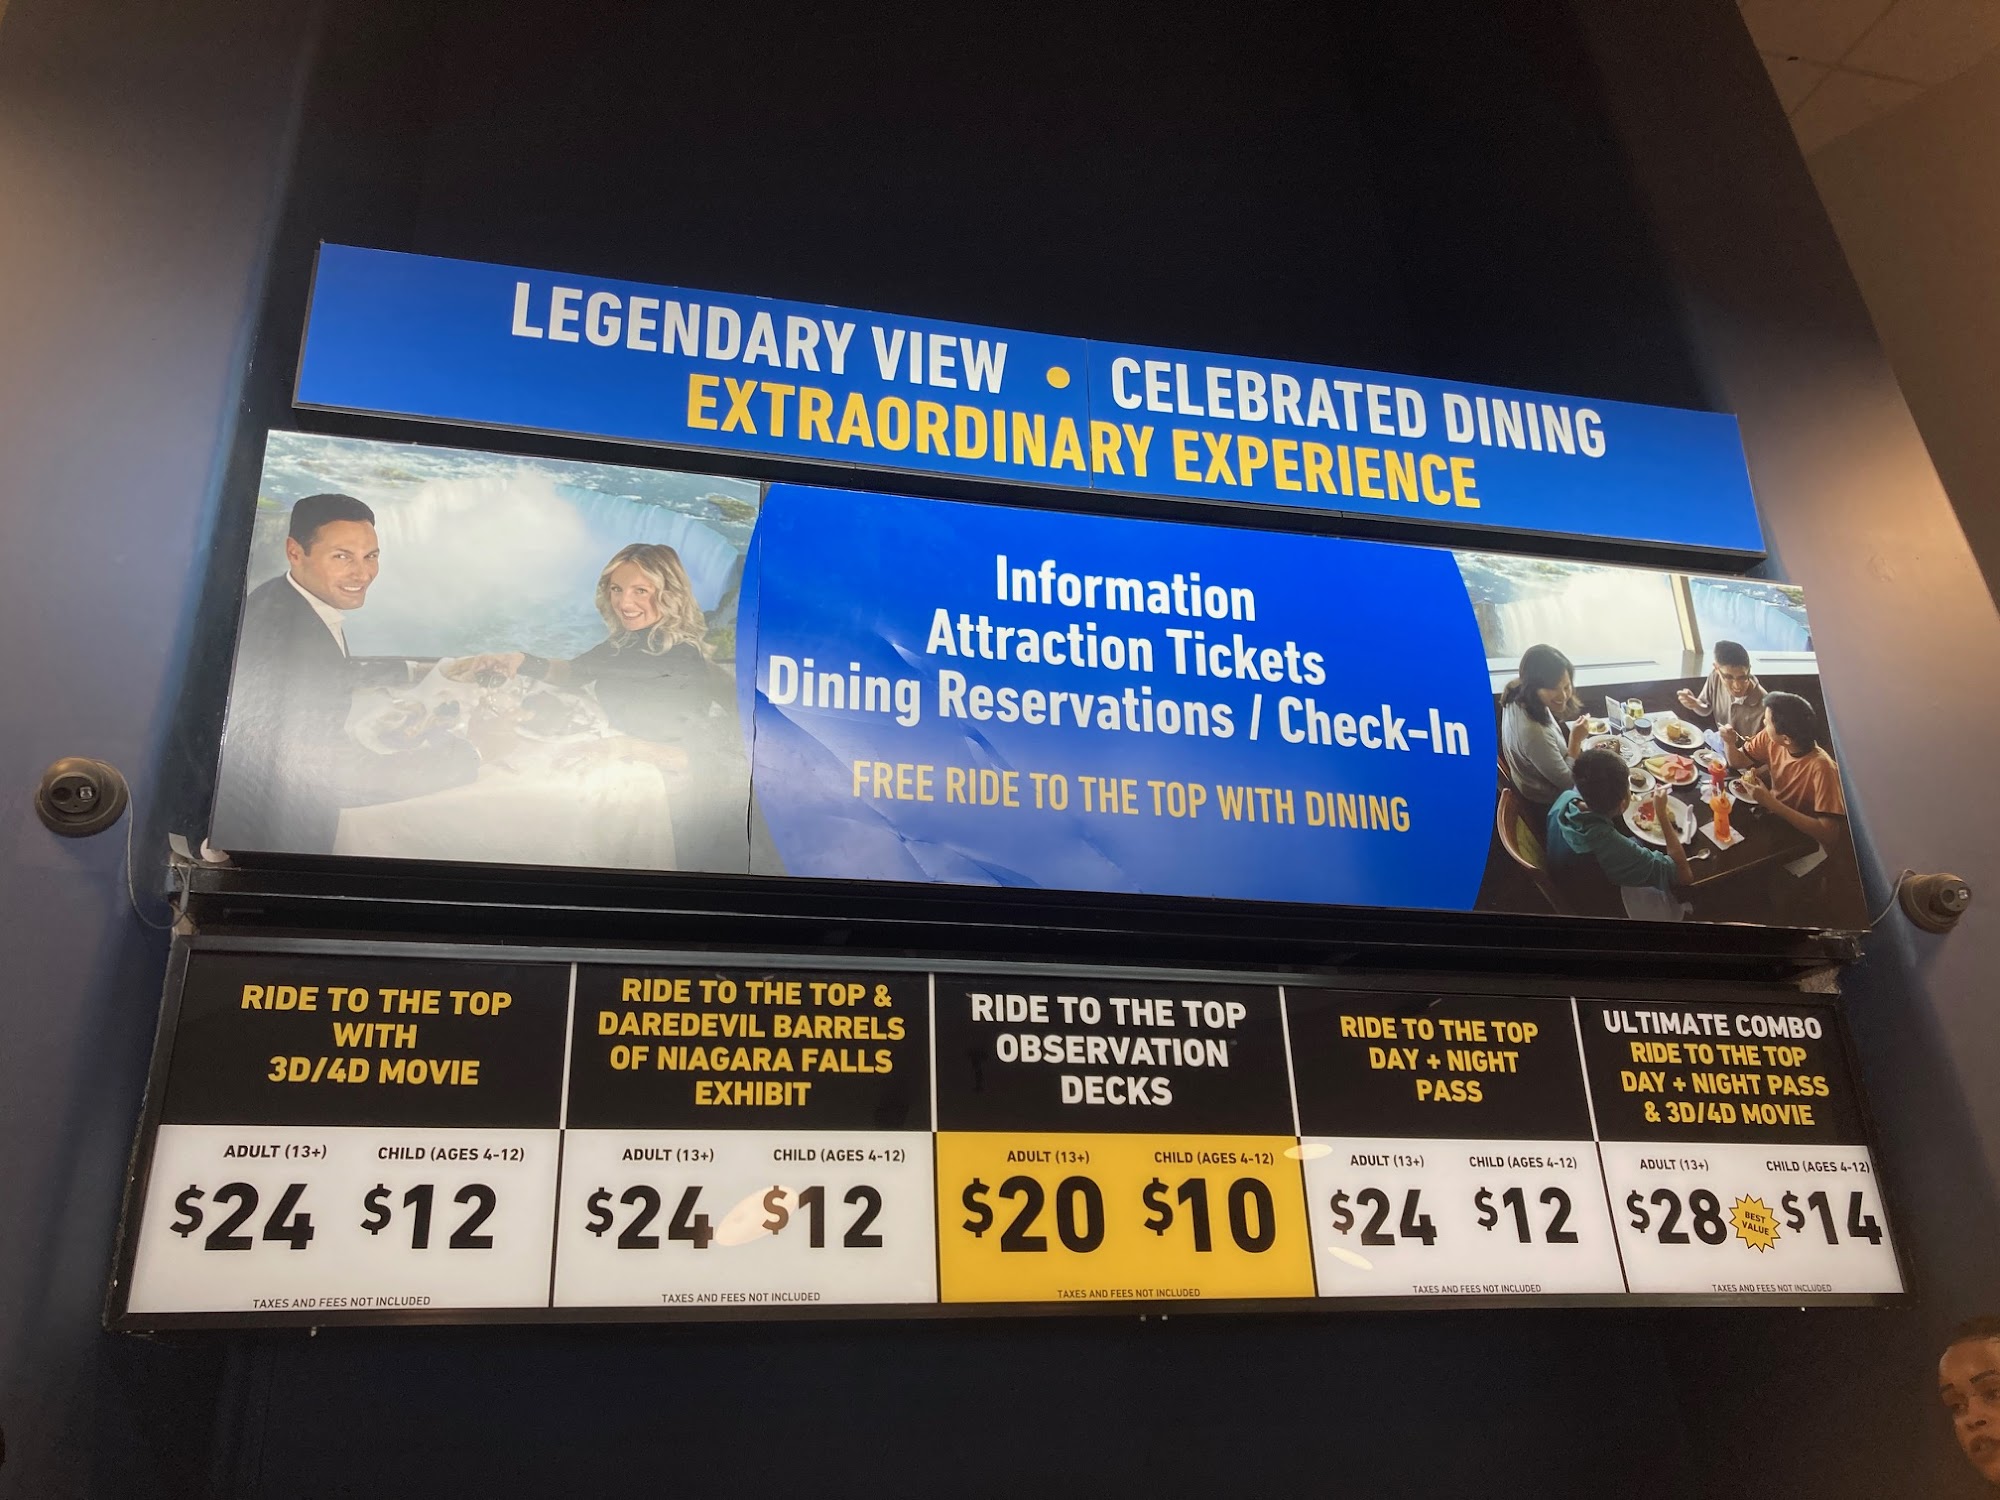 LEGENDARY VIEW • CELEBRATED DINING
EXTRAORDINARY EXPERIENCE
Information
Attraction Tickets
Dining Reservations / Check-In
FREE RIDE TO THE TOP WITH DINING
RIDE TO THE TOP
WITH
3D/4D MOVIE
ADULT (13+) CHILD (AGES 4-12)
$24 $12
TAXES AND FEES NOT INCLUDED
RIDE TO THE TOP &
DAREDEVIL BARRELS
OF NIAGARA FALLS
EXHIBIT
ADULT (13+) CHILD (AGES 4-12)
$24 $12
TAXES AND FEES NOT INCLUDED
RIDE TO THE TOP
OBSERVATION
DECKS
ADULT (13+) CHILD (AGES 4-12)
$20 $10
TAXES AND FEES NOT INCLUDED
RIDE TO THE TOP
DAY + NIGHT
PASS
ADULT (13+) CHILD (AGES 4-12)
$24 $12
TAXES AND FEES NOT INCLUDED
ULTIMATE COMBO
RIDE TO THE TOP
DAY + NIGHT PASS
& 3D/4D MOVIE
ADULT (13+) CHILD (AGES 4-12)
$28 BEST VALUE $14
TAXES AND FEES NOT INCLUDED